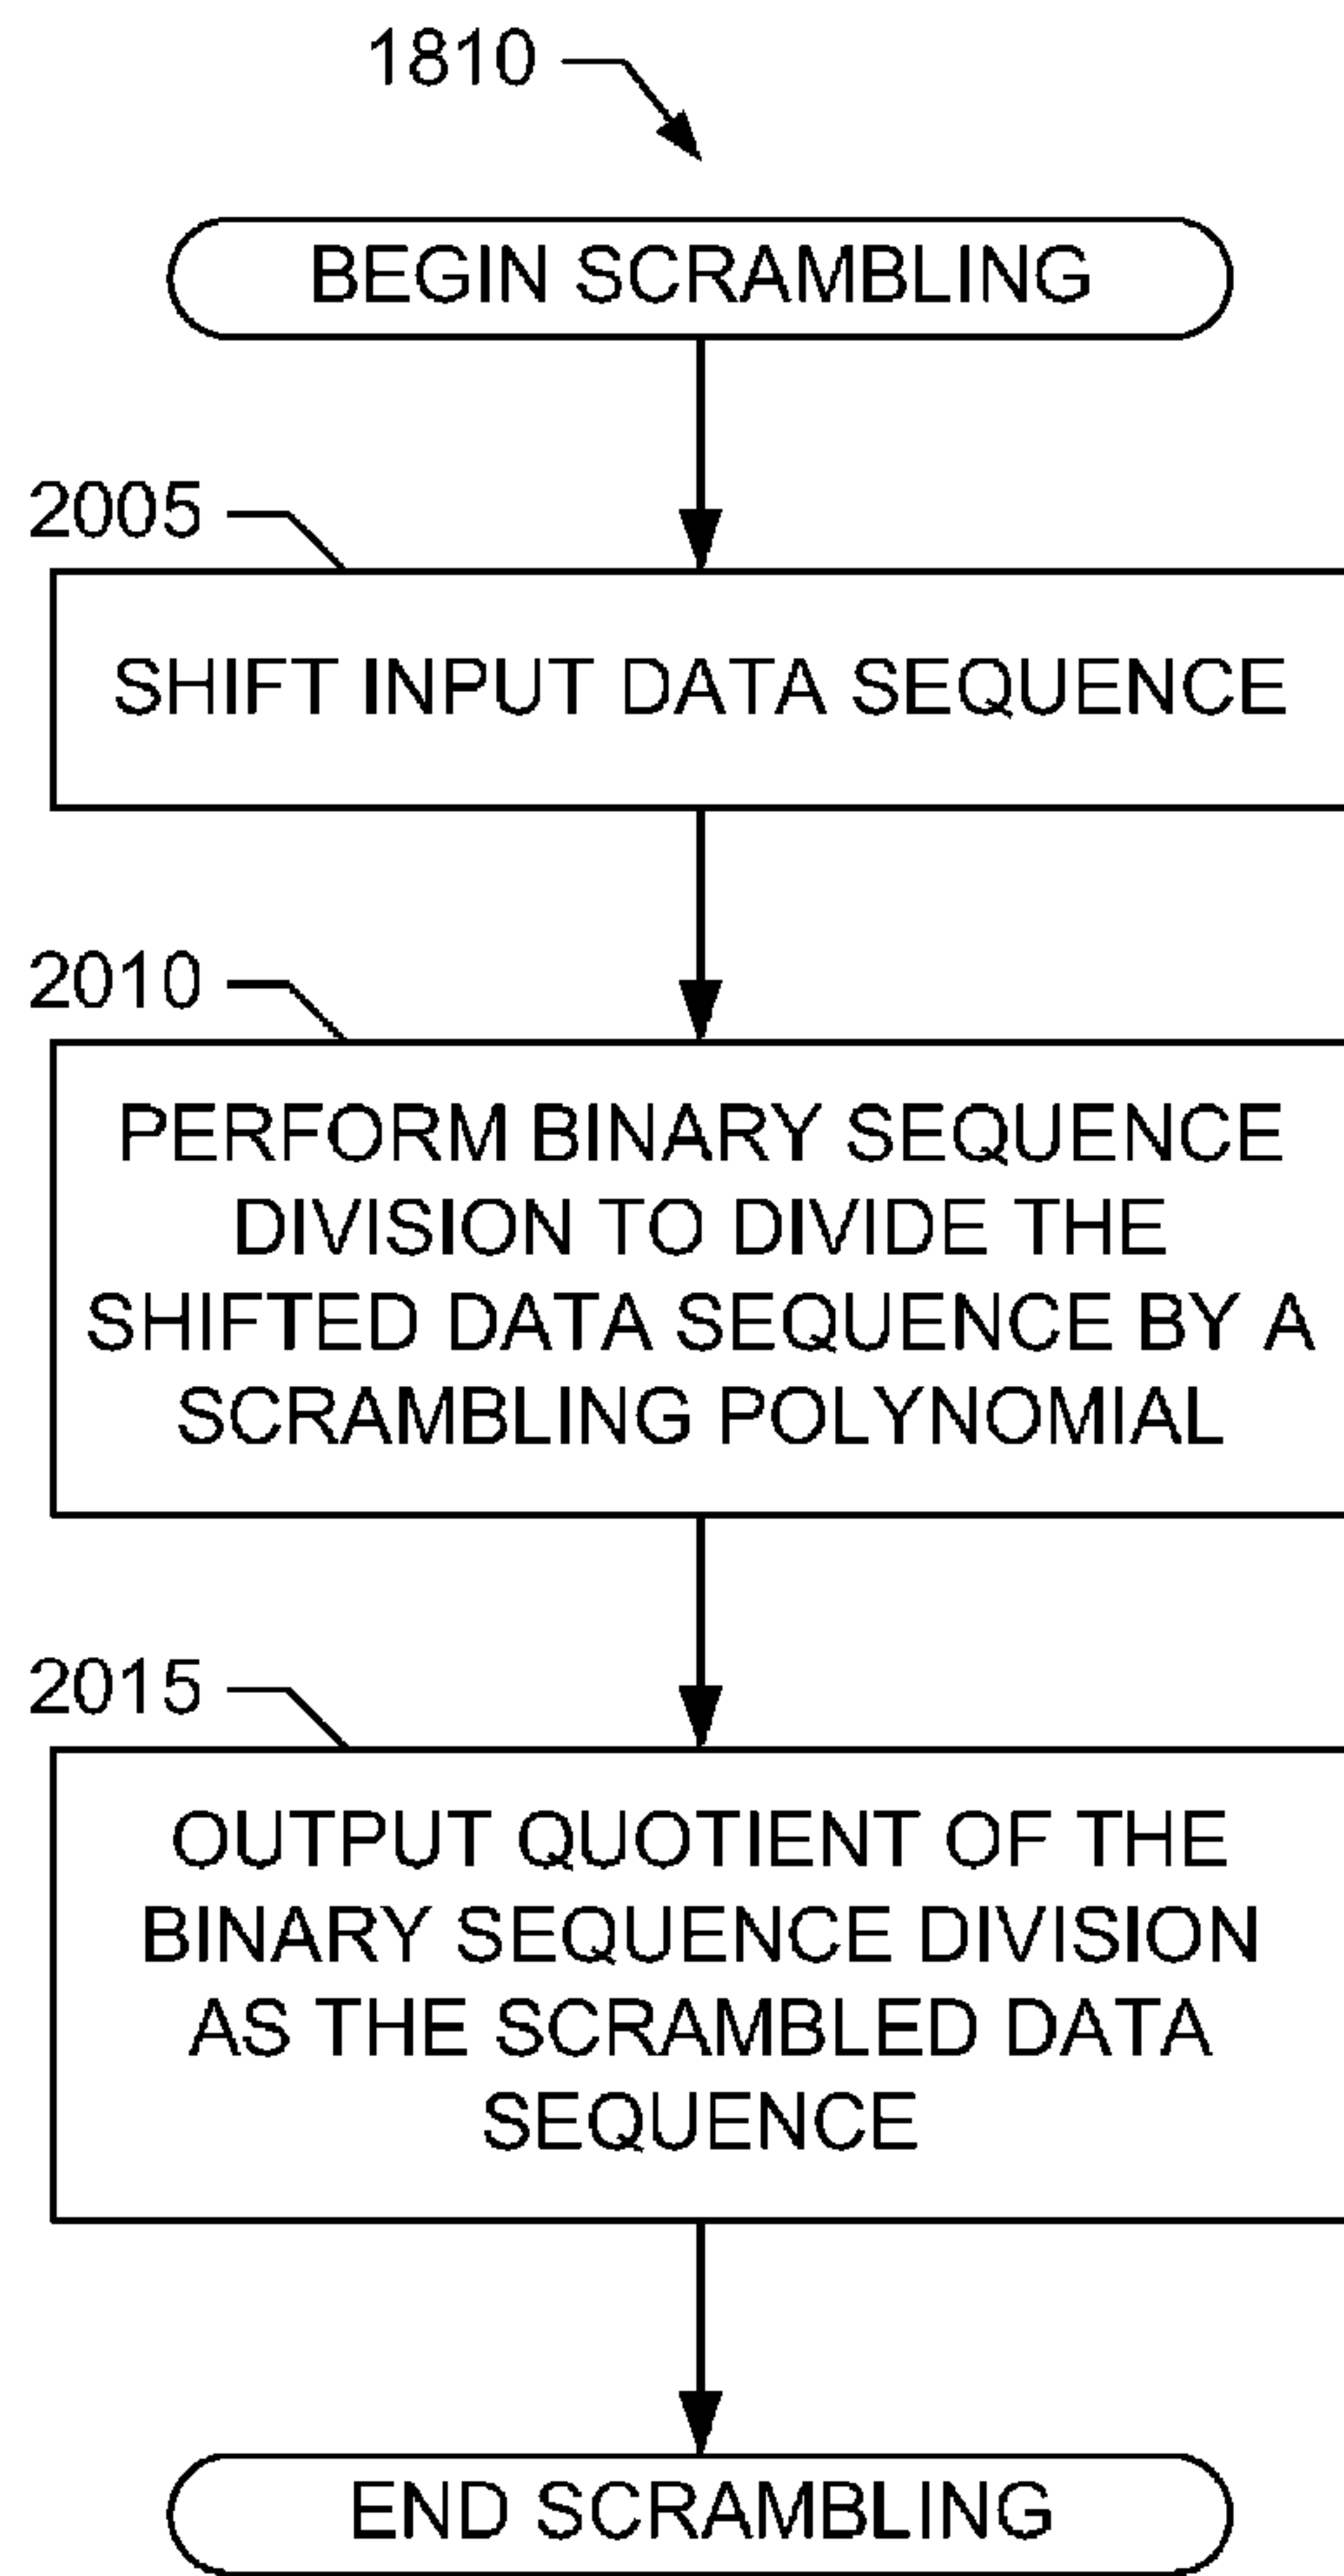 1810
BEGIN SCRAMBLING
2005
SHIFT INPUT DATA SEQUENCE
2010
PERFORM BINARY SEQUENCE
DIVISION TO DIVIDE THE
SHIFTED DATA SEQUENCE BY A
SCRAMBLING POLYNOMIAL
2015
OUTPUT QUOTIENT OF THE
BINARY SEQUENCE DIVISION
AS THE SCRAMBLED DATA
SEQUENCE
END SCRAMBLING